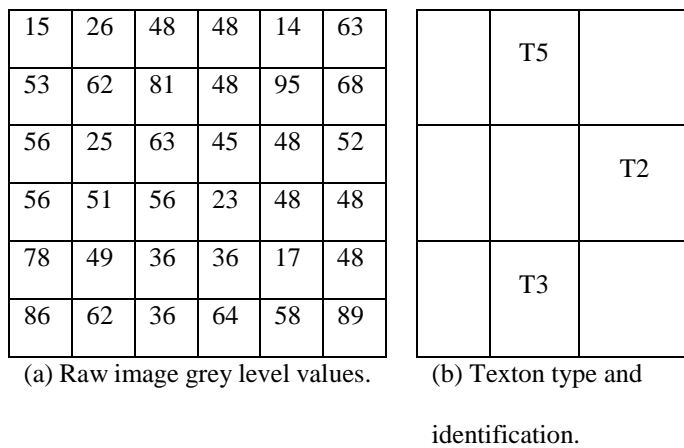 15 26 48 48 14 63
53 62 81 48 95 68
56 25 63 45 48 52
56 51 56 23 48 48
78 49 36 36 17 48
86 62 36 64 58 89
T5
T2
T3
(a) Raw image grey level values.
(b) Texton type and
identification.